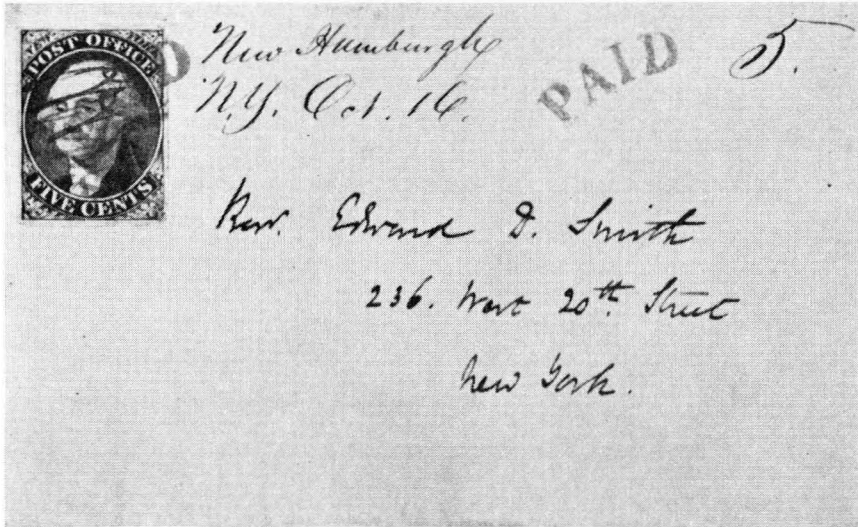 POST OFFICE
FIVE CENTS
New Hamburgh
N.Y. Oct. 16.
PAID
5.
Rev. Edward D. Smith
236. West 20th. Street
New York.